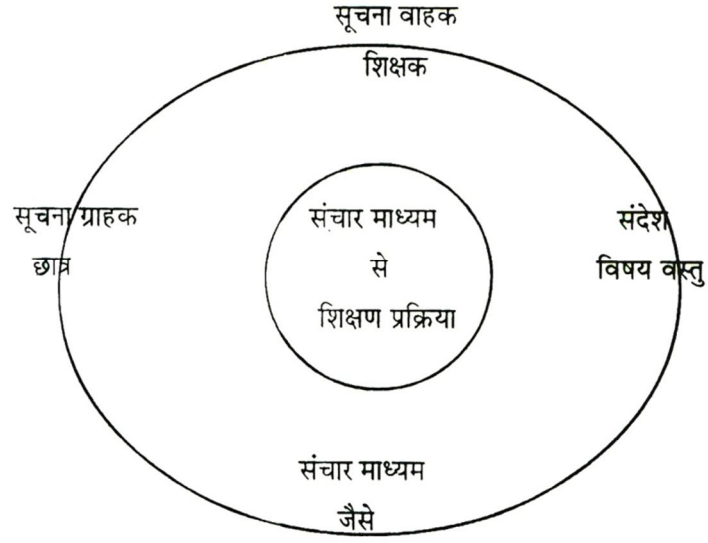 सूचना वाहक
शिक्षक
सूचना ग्राहक
छात्र
संचार माध्यम
से
शिक्षण प्रक्रिया
संदेश
विषय वस्तु
संचार माध्यम
जैसे